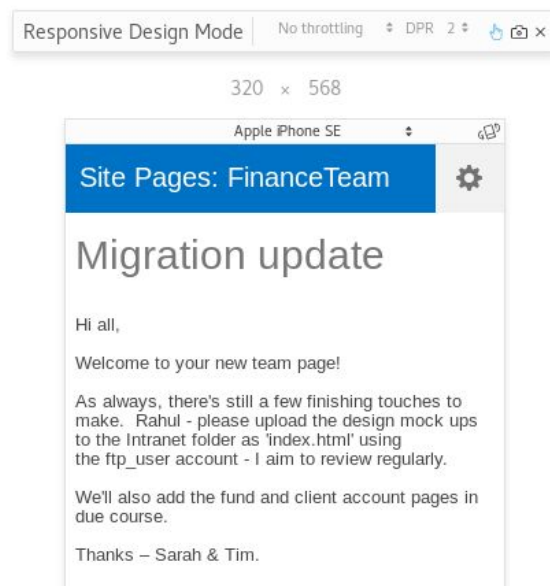 Responsive Design Mode No throttling DPR 2
320 × 568
Apple iPhone SE
Site Pages: FinanceTeam
Migration update
Hi all,
Welcome to your new team page!
As always, there's still a few finishing touches to
make.  Rahul - please upload the design mock ups
to the Intranet folder as 'index.html' using
the ftp_user account - I aim to review regularly.
We'll also add the fund and client account pages in
due course.
Thanks – Sarah & Tim.